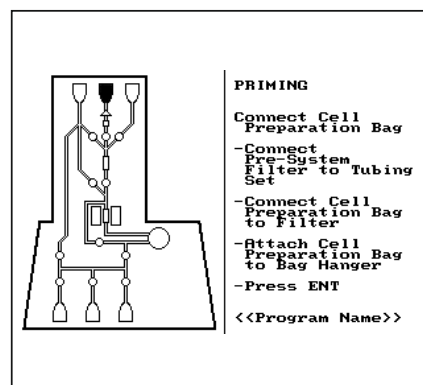 PRIMING
Connect Cell
Preparation Bag
-Connect
Pre-System
Filter to Tubing
Set
-Connect Cell
Preparation Bag
to Filter
-Attach Cell
Preparation Bag
to Bag Hanger
-Press ENT
<<Program Name>>